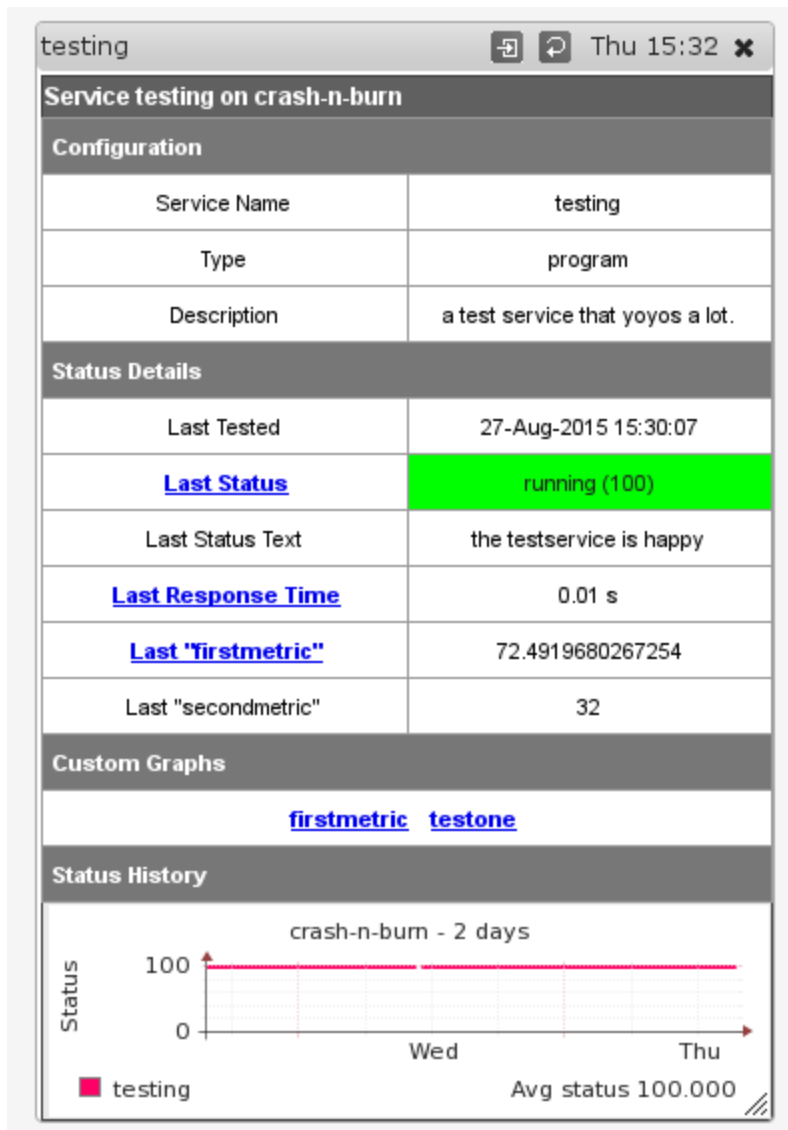 testing Thu 15:32
Service testing on crash-n-burn
Configuration
Service Name testing
Type program
Description a test service that yoyos a lot.
Status Details
Last Tested 27-Aug-2015 15:30:07
Last Status running (100)
Last Status Text the testservice is happy
Last Response Time 0.01 s
Last "firstmetric" 72.4919680267254
Last "secondmetric" 32
Custom Graphs
firstmetric testone
Status History
crash-n-burn - 2 days
Status
100
0
Wed Thu
testing Avg status 100.000